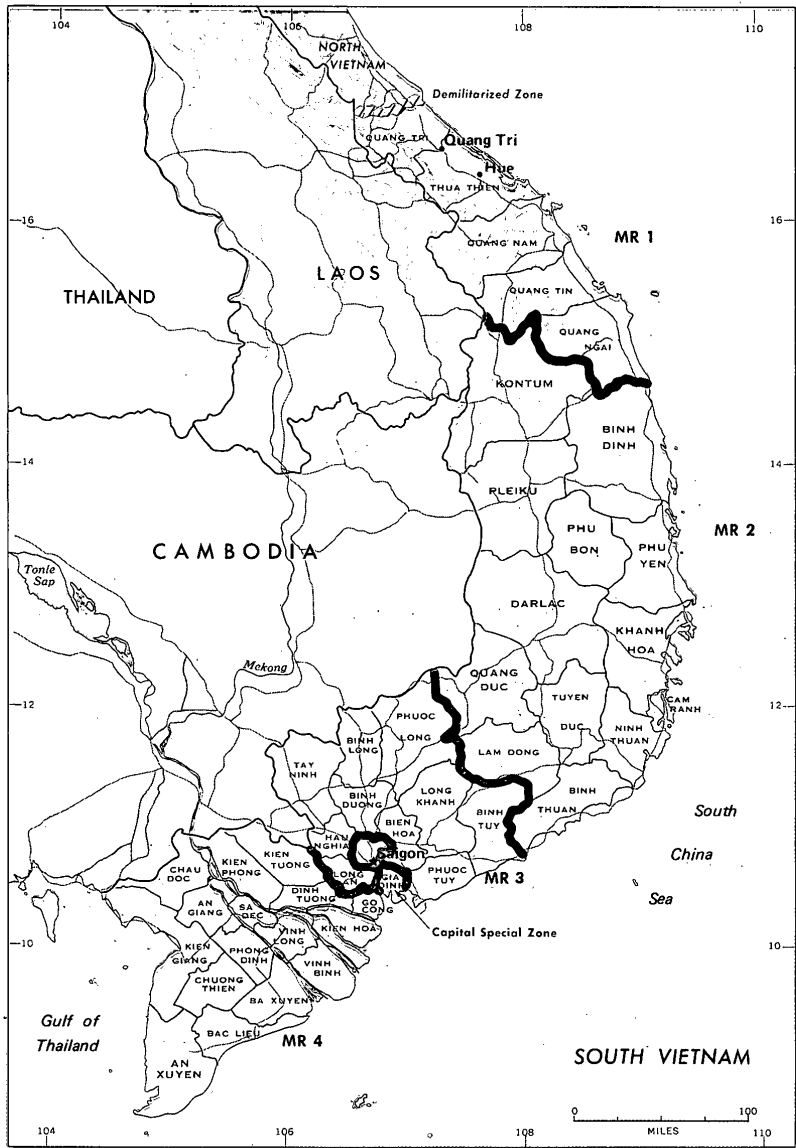 104
106
108
110
NORTH
VIETNAM
Demilitarized Zone
QUANG TRI
Quang Tri
Hue
THUA THIEN
16
16
MR 1
QUANG NAM
LAOS
THAILAND
QUANG TIN
QUANG
NGAI
KONTUM
BINH
DINH
14
14
PLEIKU
MR 2
PHU
BON
PHU
YEN
CAMBODIA
Tonle
Sap
DARLAC
KHANH
HOA
Mekong
QUANG
DUC
TUYEN
DUC
CAM
RANH
12
12
PHUOC
LONG
NINH
THUAN
BINH
LONG
LAM DONG
TAY
NINH
BINH
DUONG
LONG
KHANH
BINH
THUAN
BINH
TUY
BIEN
HOA
South
China
Sea
HAU
NGHIA
Saigon
KIEN
TUONG
KIEN
PHONG
CHAU
DOC
LONG
AN
GIA
DINH
PHUOC
TUY
MR 3
DINH
TUONG
GO
CONG
AN
GIANG
SA
DEC
VINH
LONG
KIEN HOA
Capital Special Zone
10
10
KIEN
GIANG
PHONG
DINH
VINH
BINH
CHUONG
THIEN
BA XUYEN
Gulf of
Thailand
BAC LIEU
MR 4
AN
XUYEN
SOUTH VIETNAM
0
100
MILES
104
106
108
110